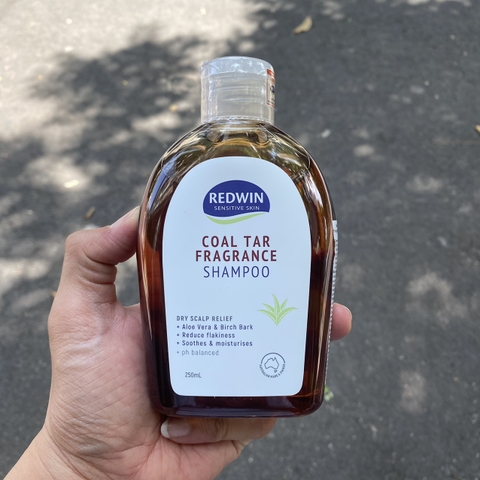 REDWIN
SENSITIVE SKIN
COAL TAR
FRAGRANCE
SHAMPOO
DRY SCALP RELIEF
• Aloe Vera & Birch Bark
• Reduce flakiness
• Soothes & moisturises
• ph balanced
250mL